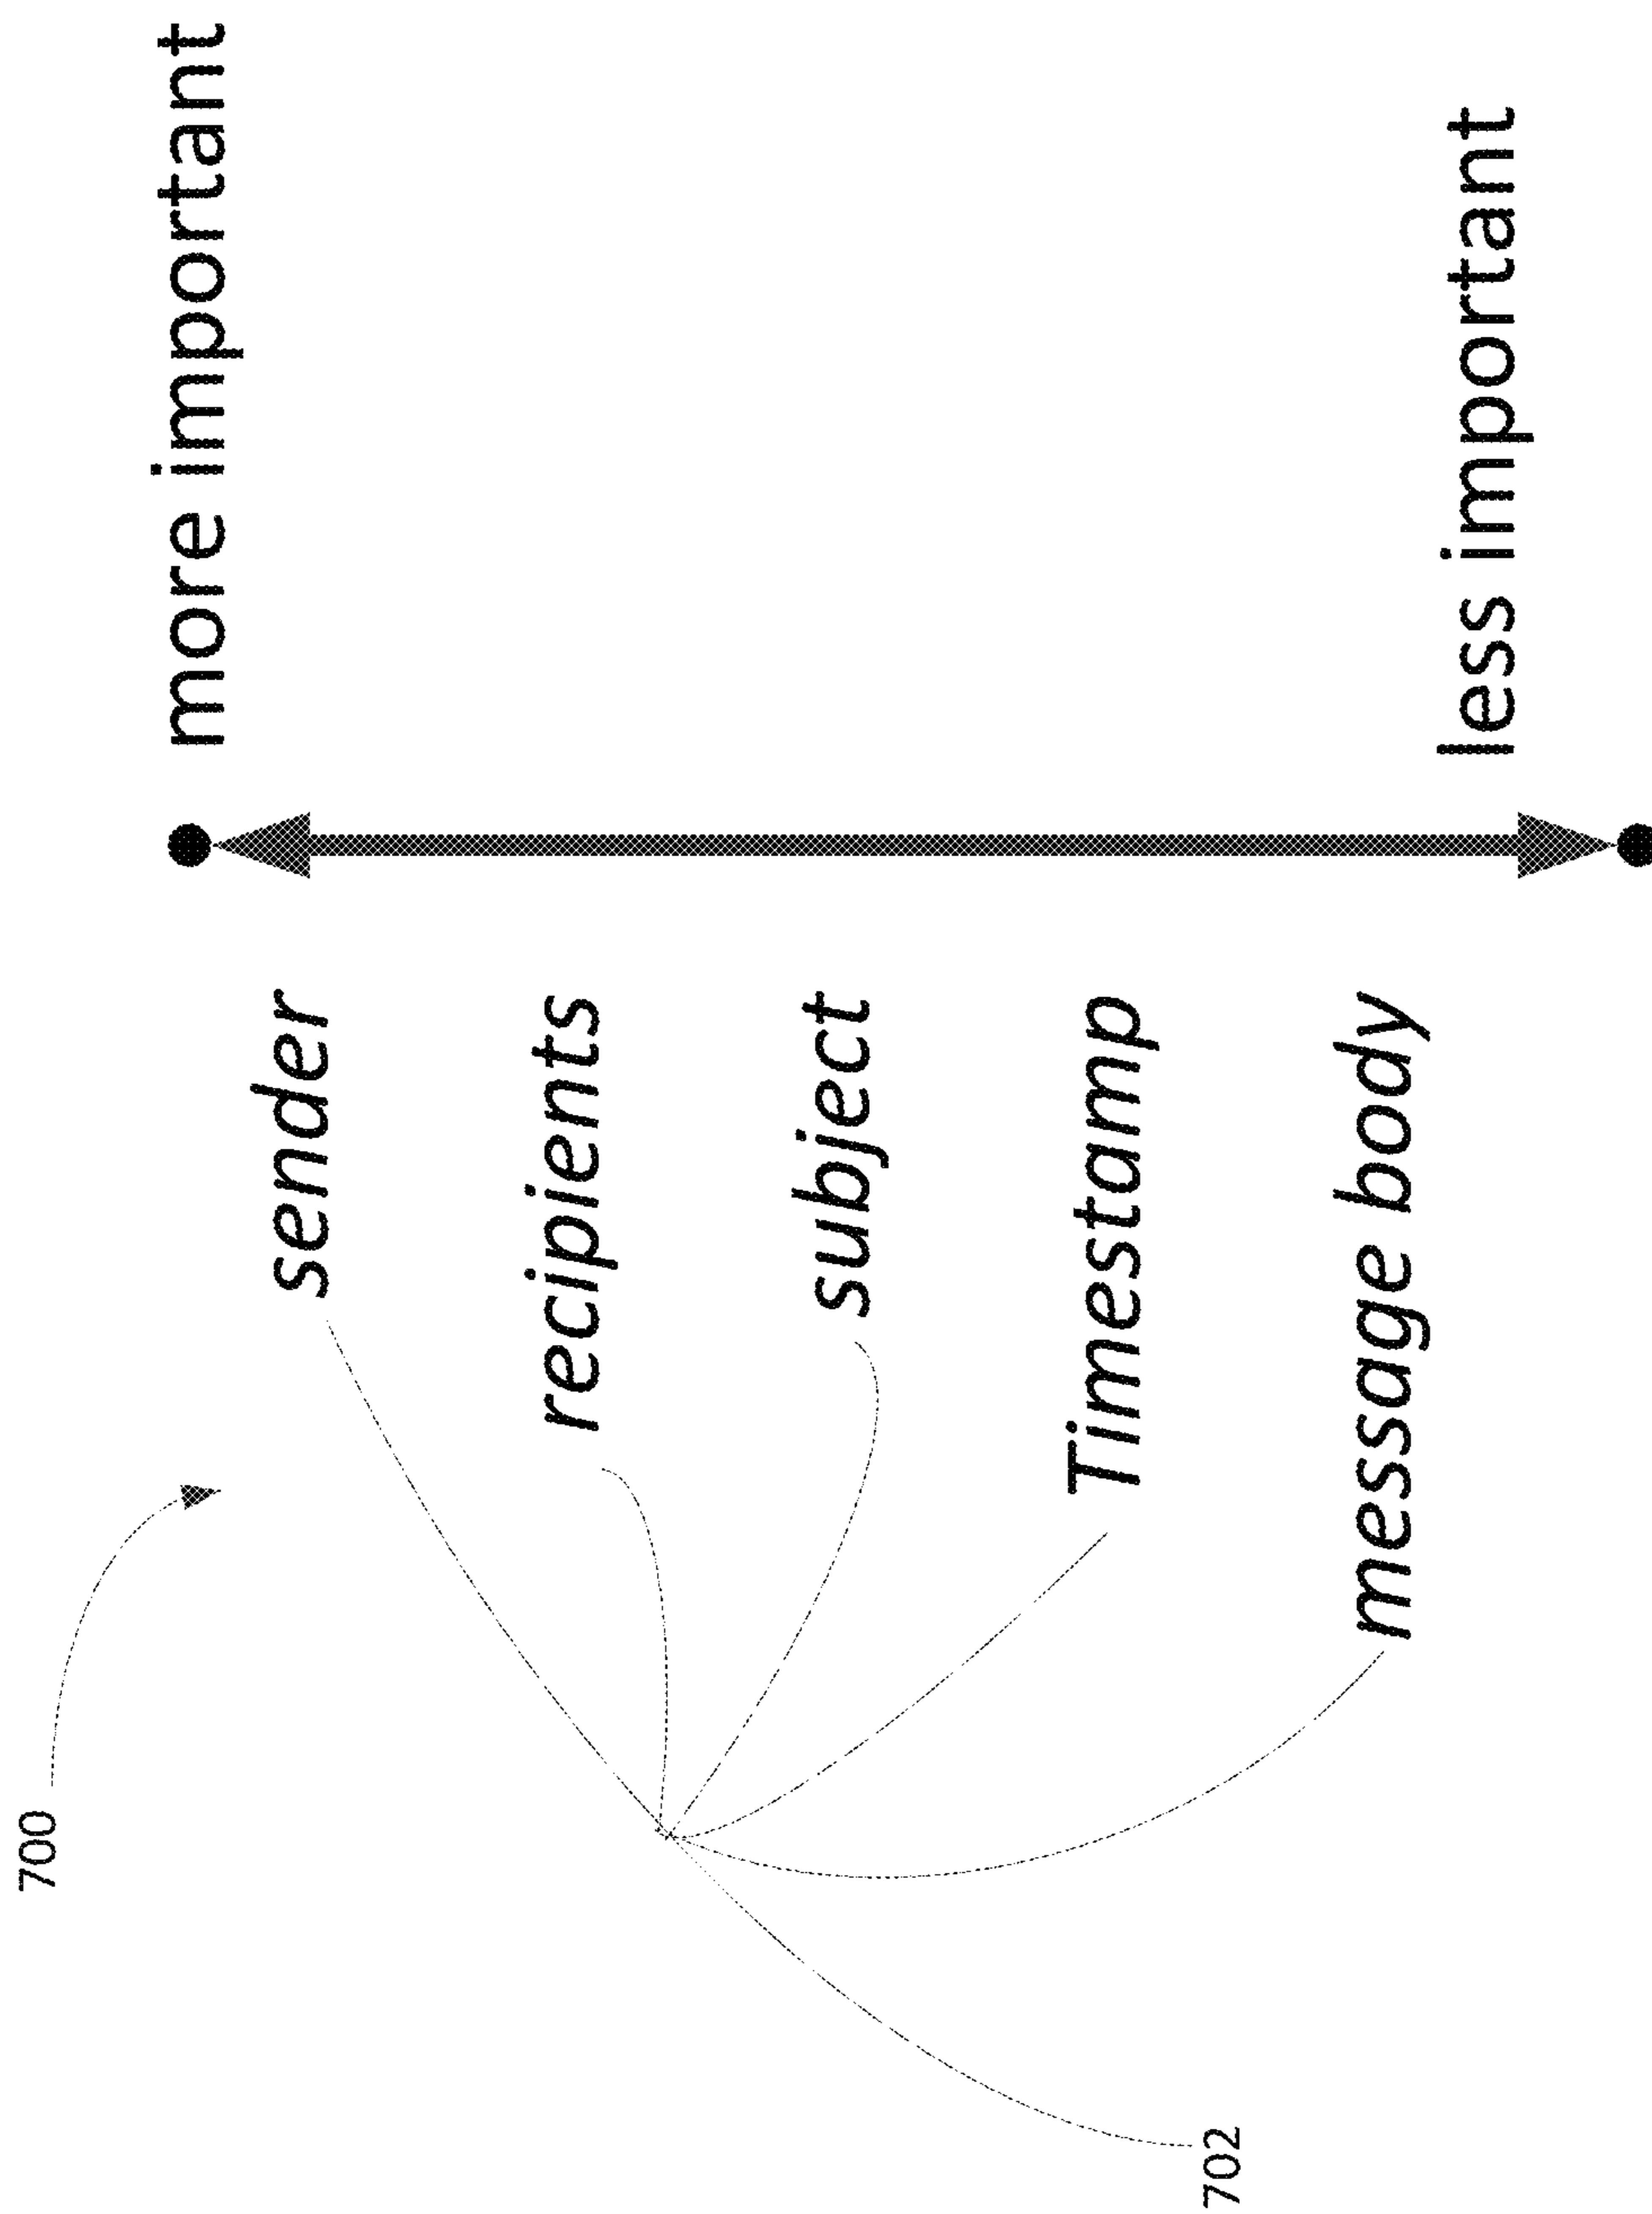 700
more important
sender
recipients
subject
Timestamp
message body
less important
702